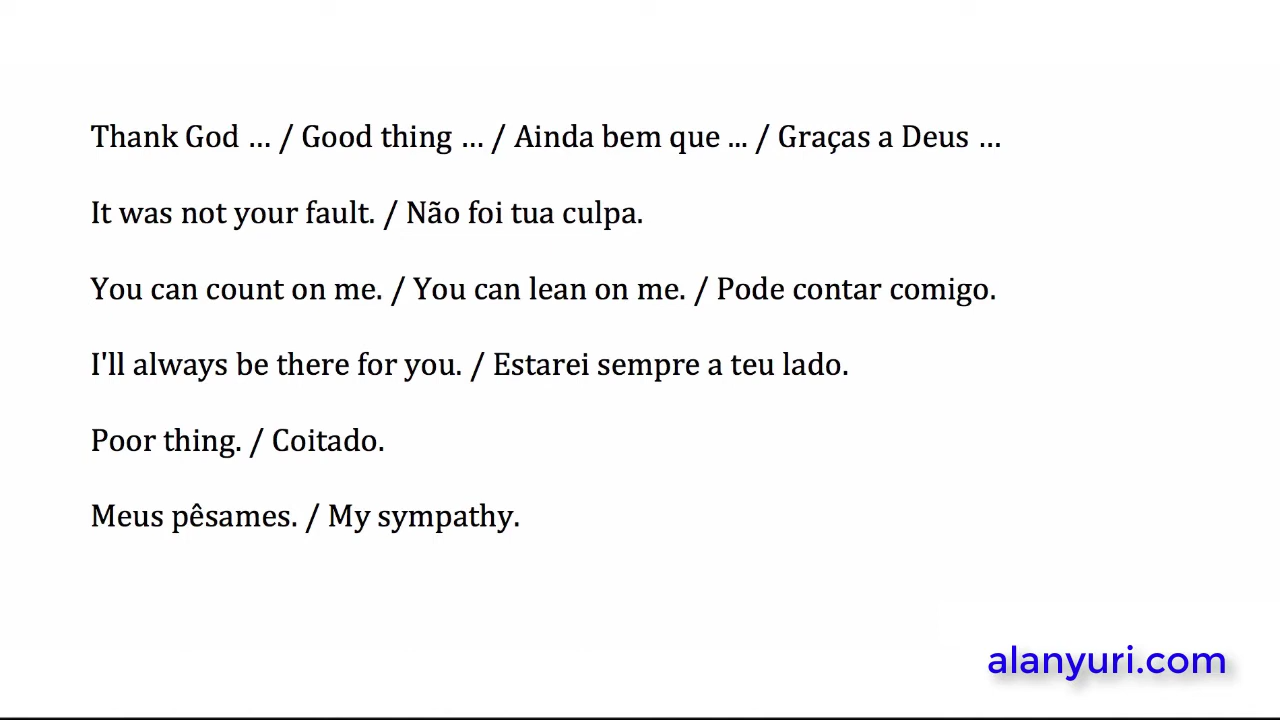 Thank God … / Good thing … / Ainda bem que ... / Graças a Deus …
It was not your fault. / Não foi tua culpa.
You can count on me. / You can lean on me. / Pode contar comigo.
I'll always be there for you. / Estarei sempre a teu lado.
Poor thing. / Coitado.
Meus pêsames. / My sympathy.
alanyuri.com